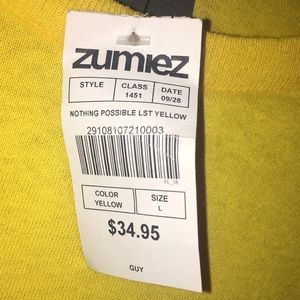 zumiez
STYLE CLASS DATE
1451 09/28
NOTHING POSSIBLE LST YELLOW
29108107210003
COLOR SIZE
YELLOW L
$34.95
GUY